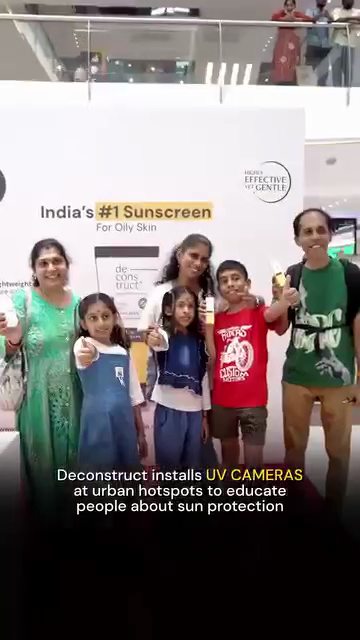 HIGHLY
EFFECTIVE
YET GENTLE
India's #1 Sunscreen
For Oily Skin
de-
cons
truct
Deconstruct installs UV CAMERAS
at urban hotspots to educate
people about sun protection